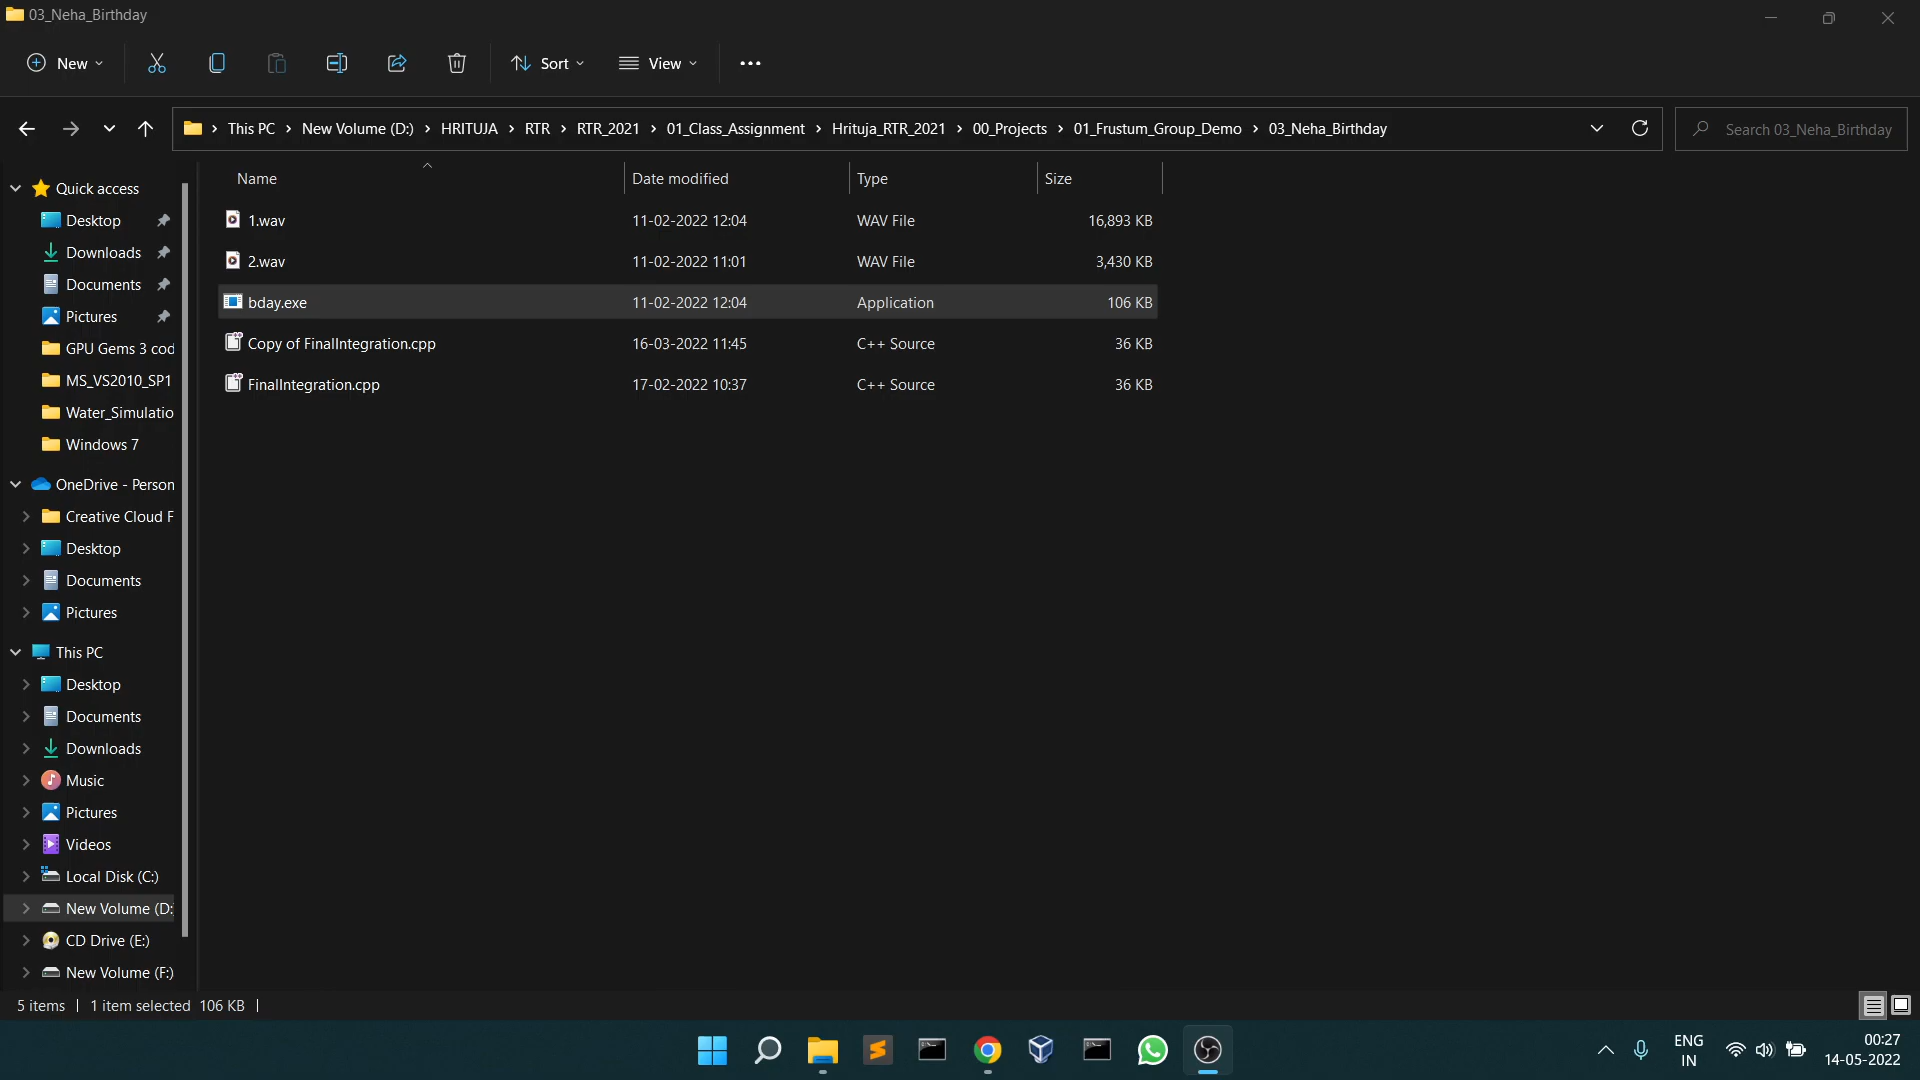 03_Neha_Birthday
New
Sort
View
This PC > New Volume (D:) > HRITUJA > RTR > RTR_2021 > 01_Class_Assignment > Hrituja_RTR_2021 > 00_Projects > 01_Frustum_Group_Demo > 03_Neha_Birthday
Search 03_Neha_Birthday
Name Date modified Type Size
1.wav 11-02-2022 12:04 WAV File 16,893 KB
2.wav 11-02-2022 11:01 WAV File 3,430 KB
bday.exe 11-02-2022 12:04 Application 106 KB
Copy of FinalIntegration.cpp 16-03-2022 11:45 C++ Source 36 KB
FinalIntegration.cpp 17-02-2022 10:37 C++ Source 36 KB
Quick access
Desktop
Downloads
Documents
Pictures
GPU Gems 3 cod
MS_VS2010_SP1
Water_Simulatio
Windows 7
OneDrive - Person
Creative Cloud F
Desktop
Documents
Pictures
This PC
Desktop
Documents
Downloads
Music
Pictures
Videos
Local Disk (C:)
New Volume (D:
CD Drive (E:)
New Volume (F:)
5 items | 1 item selected 106 KB |
ENG
IN
00:27
14-05-2022